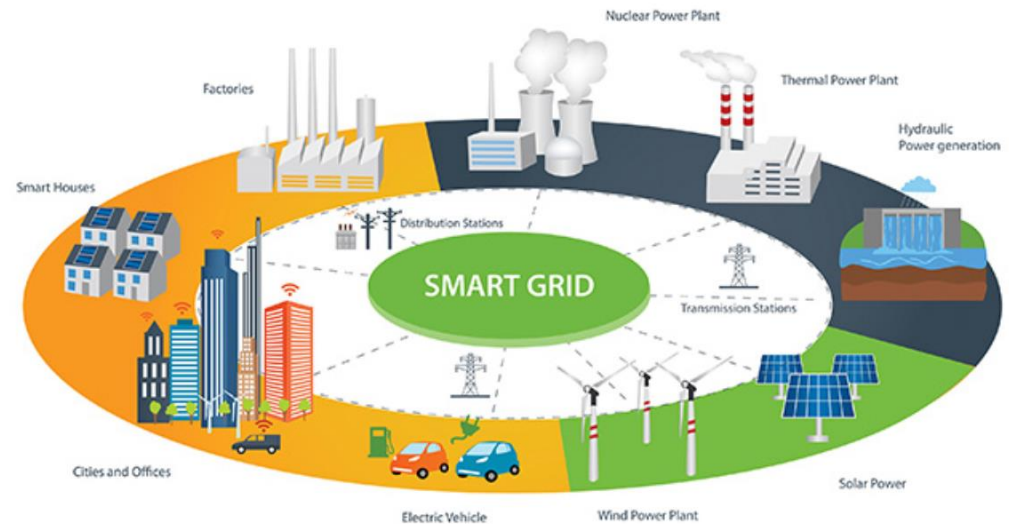 Nuclear Power Plant
Thermal Power Plant
Factories
Hydraulic
Power generation
Smart Houses
Distribution Stations
SMART GRID
Transmission Stations
Cities and Offices
Solar Power
Electric Vehicle
Wind Power Plant